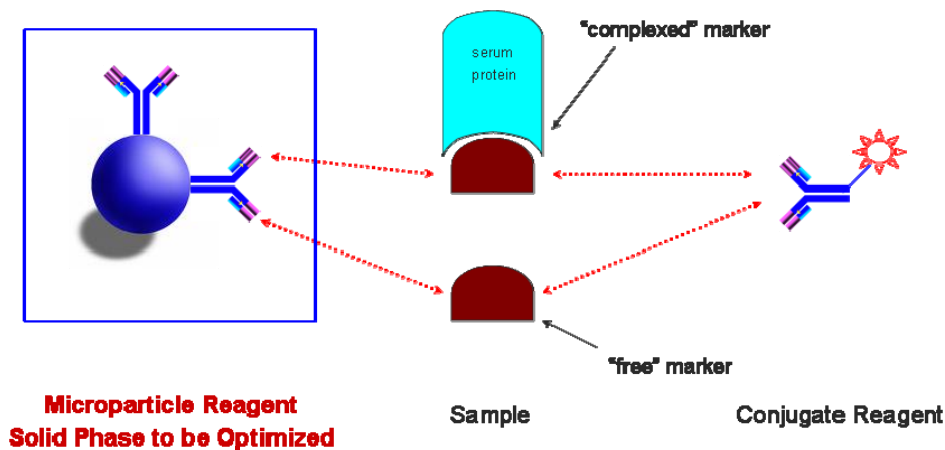 "complexed" marker
serum
protein
"free" marker
Microparticle Reagent
Solid Phase to be Optimized
Sample
Conjugate Reagent